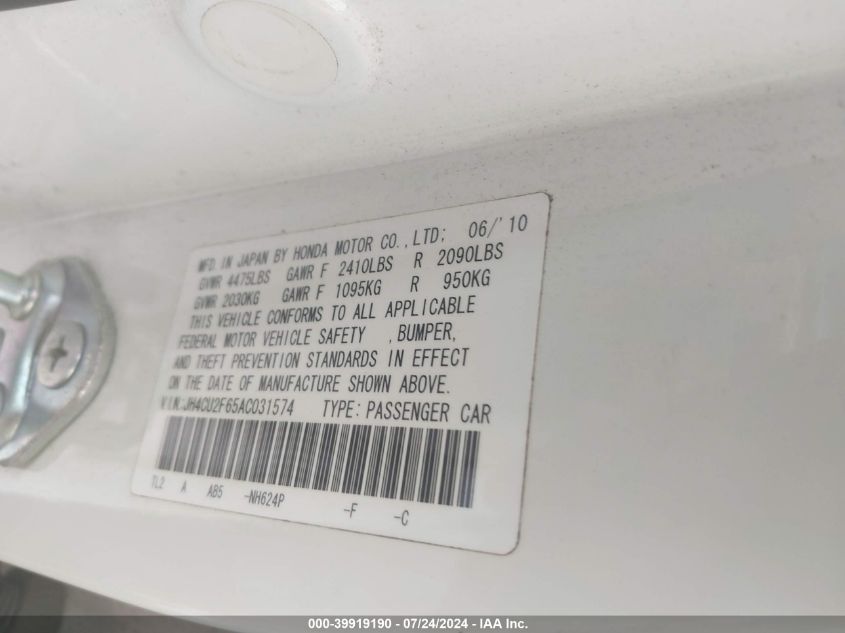 MFD. IN JAPAN BY HONDA MOTOR CO.,LTD; 06/'10
GVWR 4475LBS GAWR F 2410LBS R 2090LBS
GVWR 2030KG GAWR F 1095KG R 950KG
THIS VEHICLE CONFORMS TO ALL APPLICABLE
FEDERAL MOTOR VEHICLE SAFETY ,BUMPER,
AND THEFT PREVENTION STANDARDS IN EFFECT
ON THE DATE OF MANUFACTURE SHOWN ABOVE.
VIN:JH4CU2F65AC031574 TYPE: PASSENGER CAR
TL2 A AB5 -NH624P -F -C
000-39919190 - 07/24/2024 - IAA Inc.